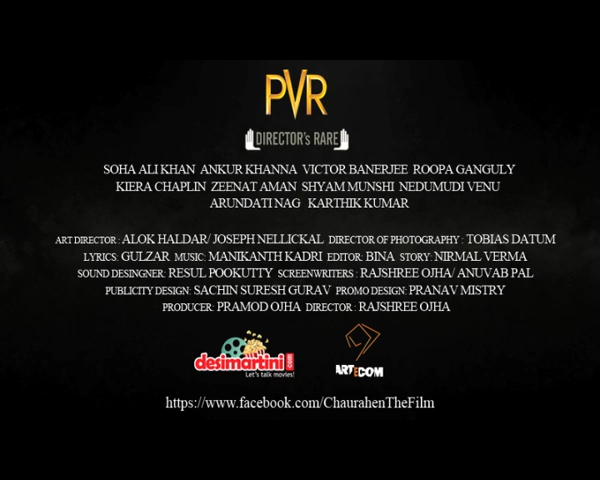 PVR
DIRECTOR's RARE
SOHA ALI KHAN ANKUR KHANNA VICTOR BANERJEE ROOPA GANGULY
KIERA CHAPLIN ZEENAT AMAN SHYAM MUNSHI NEDUMUDI VENU
ARUNDATI NAG KARTHIK KUMAR
ART DIRECTOR : ALOK HALDAR/ JOSEPH NELLICKAL DIRECTOR OF PHOTOGRAPHY : TOBIAS DATUM
LYRICS: GULZAR MUSIC: MANIKANTH KADRI EDITOR: BINA STORY: NIRMAL VERMA
SOUND DESINGNER: RESUL POOKUTTY SCREENWRITERS : RAJSHREE OJHA/ ANUVAB PAL
PUBLICITY DESIGN: SACHIN SURESH GURAV PROMO DESIGN: PRANAV MISTRY
PRODUCER: PRAMOD OJHA DIRECTOR : RAJSHREE OJHA
desimartini.com
Let's talk movies!
ARTECOM
https://www.facebook.com/ChaurahenTheFilm